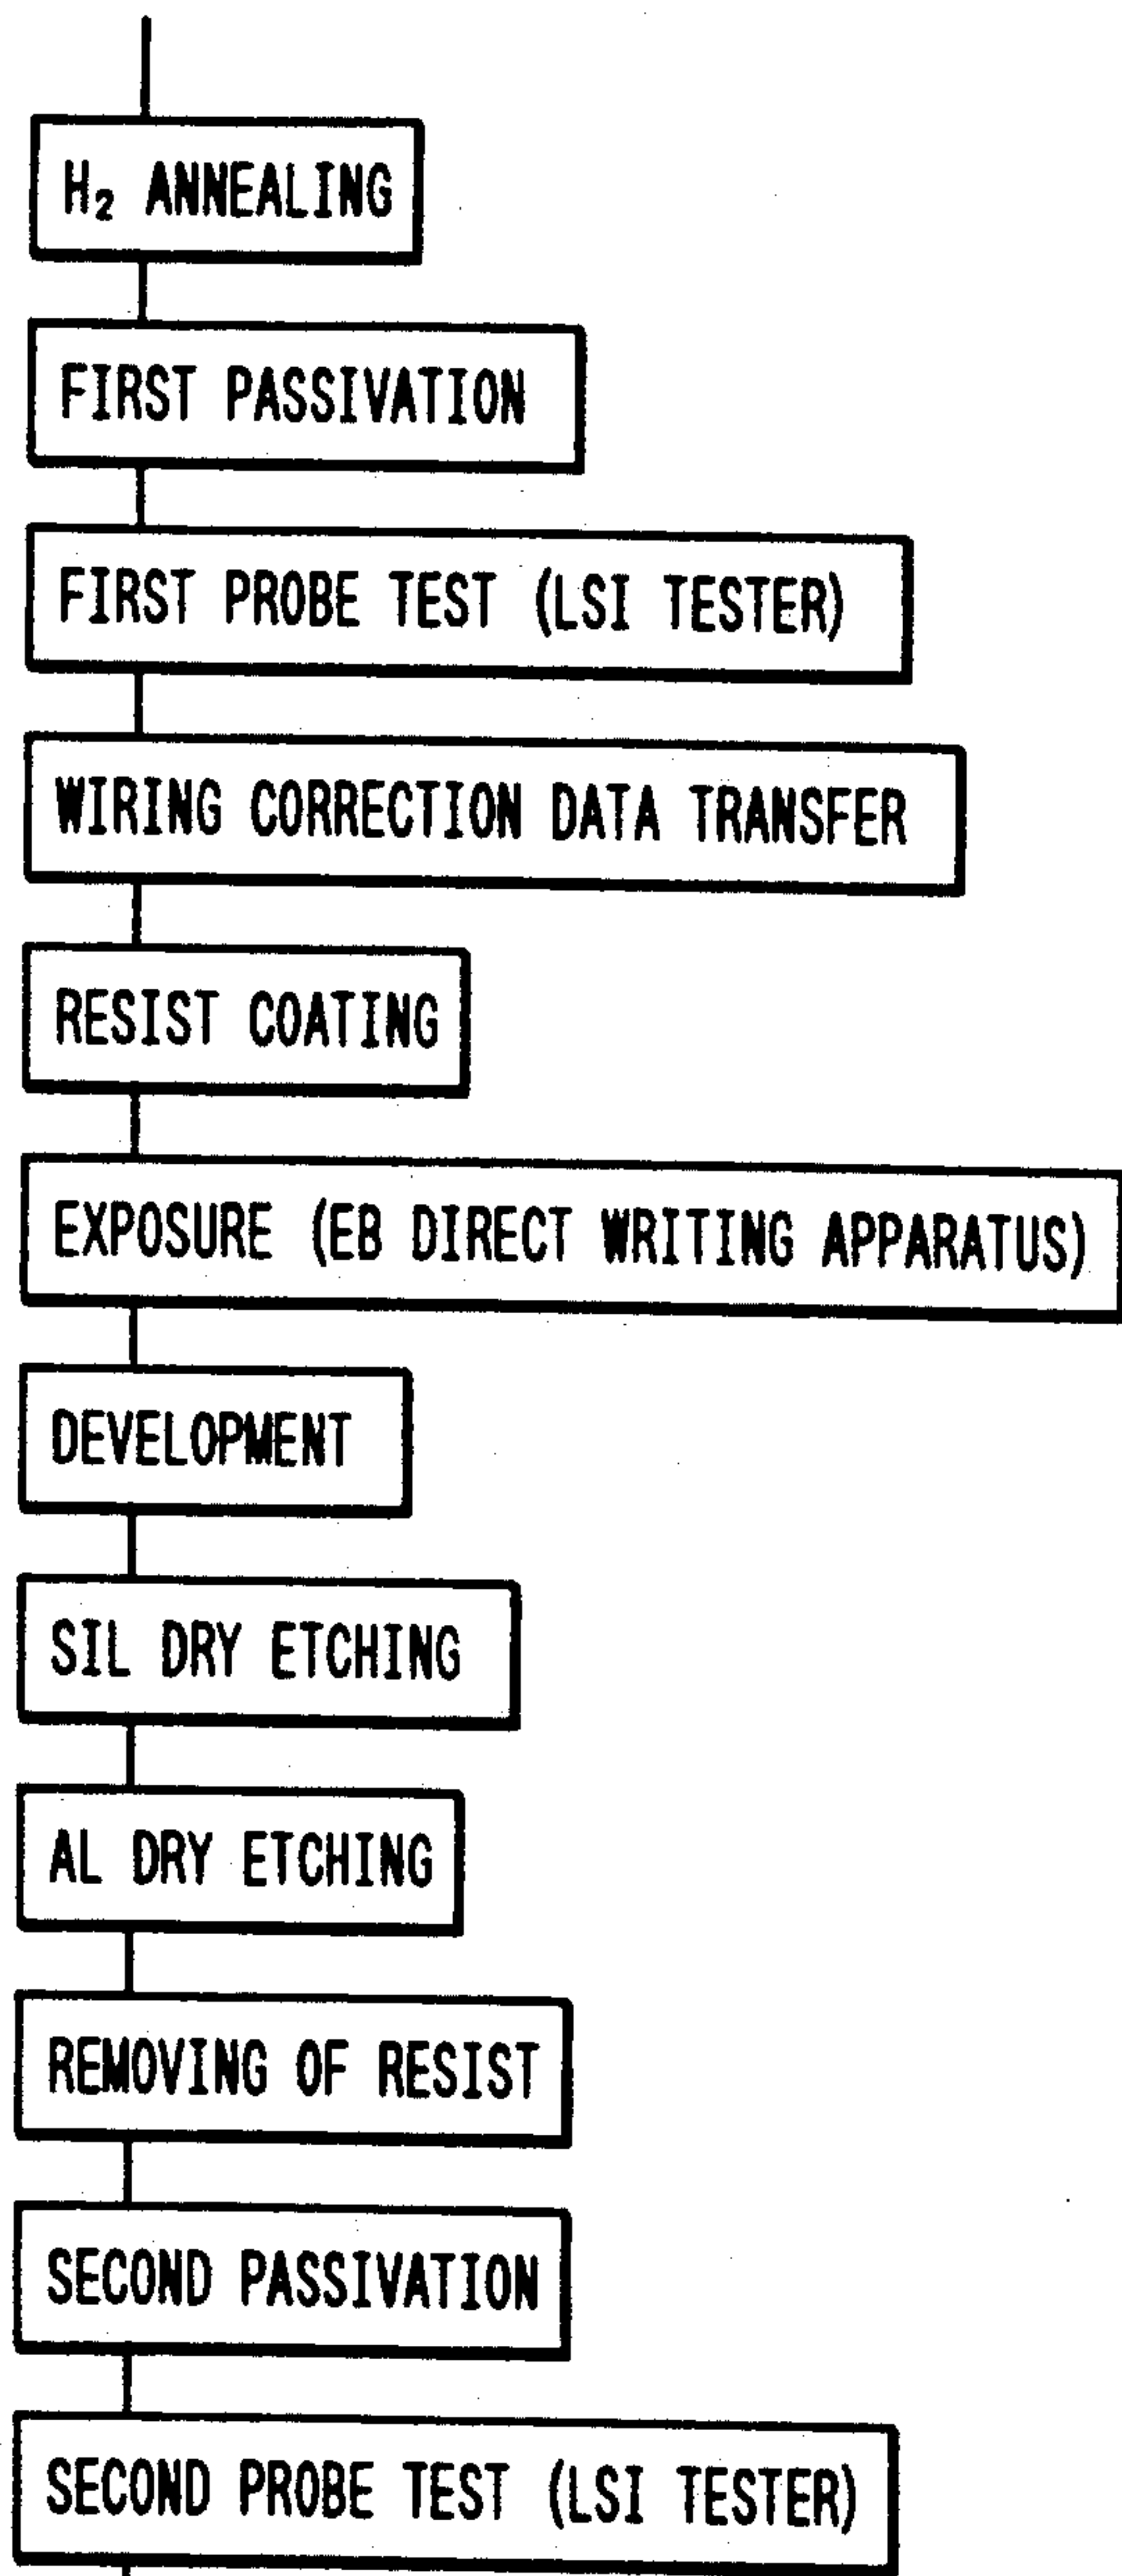 H₂ ANNEALING
FIRST PASSIVATION
FIRST PROBE TEST (LSI TESTER)
WIRING CORRECTION DATA TRANSFER
RESIST COATING
EXPOSURE (EB DIRECT WRITING APPARATUS)
DEVELOPMENT
SIL DRY ETCHING
AL DRY ETCHING
REMOVING OF RESIST
SECOND PASSIVATION
SECOND PROBE TEST (LSI TESTER)